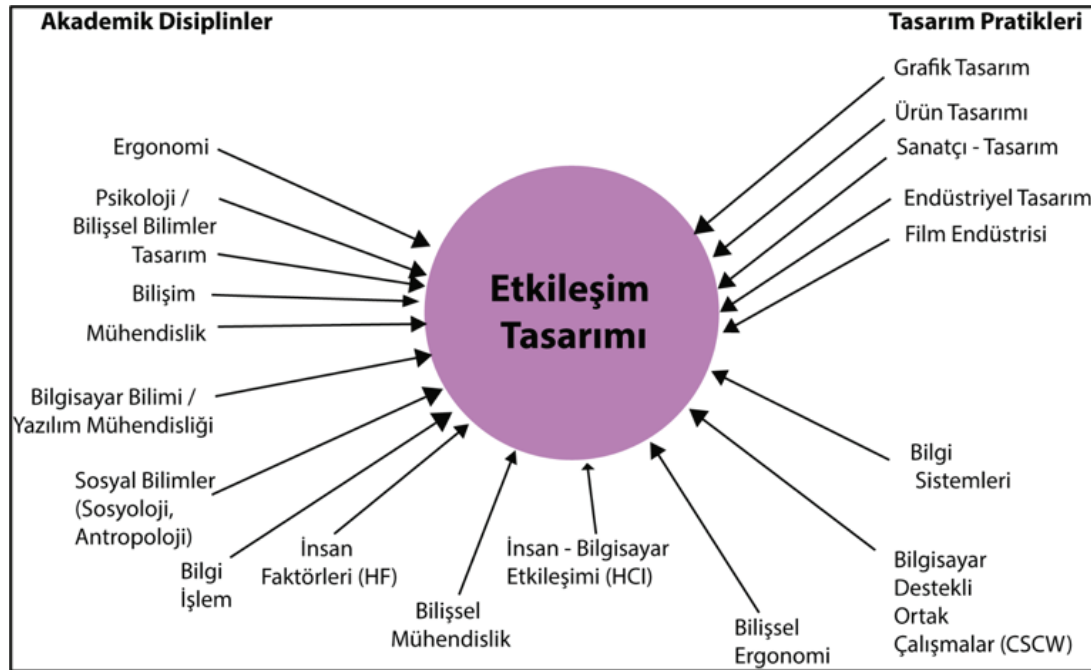 Akademik Disiplinler
Tasarım Pratikleri
Ergonomi
Psikoloji /
Bilişsel Bilimler
Tasarım
Bilişim
Mühendislik
Bilgisayar Bilimi /
Yazılım Mühendisliği
Sosyal Bilimler
(Sosyoloji,
Antropoloji)
Bilgi
İşlem
İnsan
Faktörleri (HF)
Bilişsel
Mühendislik
İnsan - Bilgisayar
Etkileşimi (HCI)
Bilişsel
Ergonomi
Bilgisayar
Destekli
Ortak
Çalışmalar (CSCW)
Bilgi
Sistemleri
Grafik Tasarım
Ürün Tasarımı
Sanatçı - Tasarım
Endüstriyel Tasarım
Film Endüstrisi
Etkileşim
Tasarımı